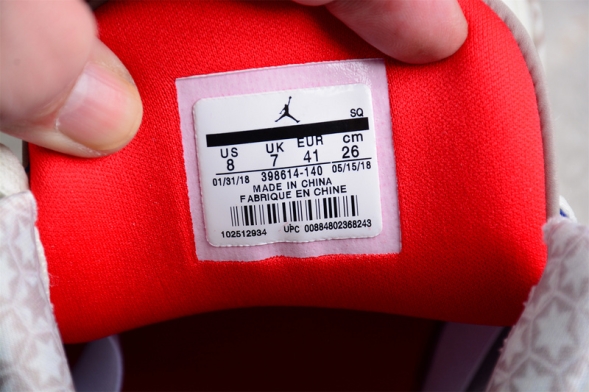 SQ
US UK EUR cm
8 7 41 26
01/31/18 398614-140 05/15/18
MADE IN CHINA
FABRIQUE EN CHINE
102512934 UPC 00884802368243